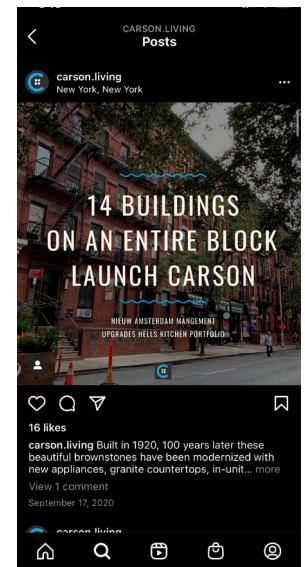 CARSON.LIVING
Posts
carson.living
New York, New York
14 BUILDINGS
ON AN ENTIRE BLOCK
LAUNCH CARSON
NIEUW AMSTERDAM MANGEMENT
UPGRADES HELLS KITCHEN PORTFOLIO
16 likes
carson.living Built in 1920, 100 years later these
beautiful brownstones have been modernized with
new appliances, granite countertops, in-unit... more
View 1 comment
September 17, 2020
carson.living